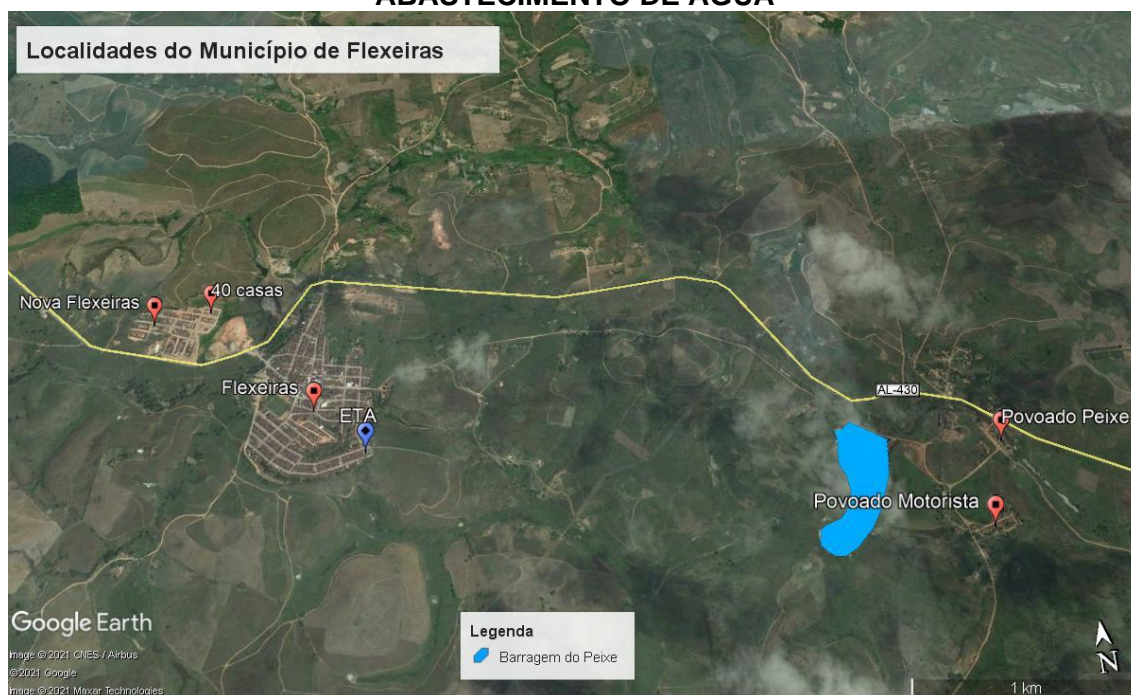 ABASTECIMENTO DE ÁGUA
Localidades do Município de Flexeiras
Nova Flexeiras
40 casas
Flexeiras
ETA
AL-430
Povoado Peixe
Povoado Motorista
Google Earth
Image © 2021 CNES / Airbus
© 2021 Google
Image © 2021 Maxar Technologies
Legenda
Barragem do Peixe
N
1 km